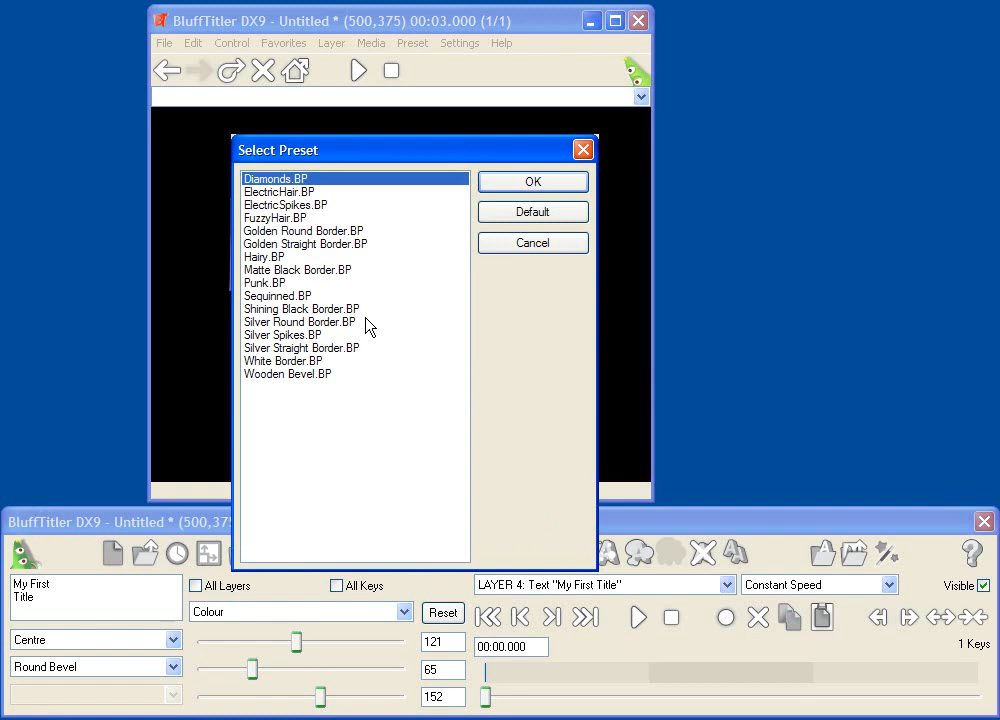 BluffTitler DX9 - Untitled * (500,375) 00:03.000 (1/1)
File Edit Control Favorites Layer Media Preset Settings Help
Select Preset
Diamonds.BP
ElectricHair.BP
ElectricSpikes.BP
FuzzyHair.BP
Golden Round Border.BP
Golden Straight Border.BP
Hairy.BP
Matte Black Border.BP
Punk.BP
Sequinned.BP
Shining Black Border.BP
Silver Round Border.BP
Silver Spikes.BP
Silver Straight Border.BP
White Border.BP
Wooden Bevel.BP
OK
Default
Cancel
BluffTitler DX9 - Untitled * (500,375
My First
Title
All Layers
All Keys
LAYER 4: Text "My First Title"
Constant Speed
Visible
Colour
Reset
Centre
121
00:00.000
1 Keys
Round Bevel
65
152